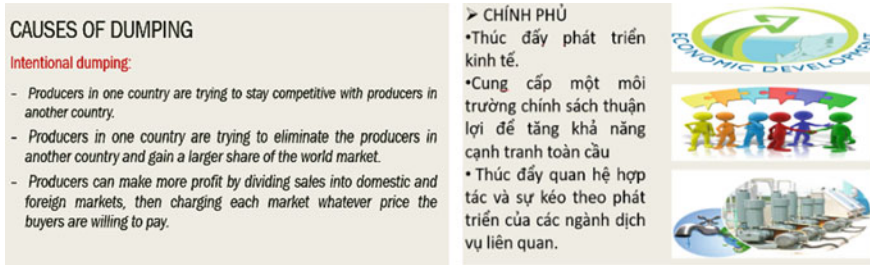 CAUSES OF DUMPING
Intentional dumping:
- Producers in one country are trying to stay competitive with producers in
another country.
- Producers in one country are trying to eliminate the producers in
another country and gain a larger share of the world market.
- Producers can make more profit by dividing sales into domestic and
foreign markets, then charging each market whatever price the
buyers are willing to pay.
➢ CHÍNH PHỦ
•Thúc đẩy phát triển
kinh tế.
•Cung cấp một môi
trường chính sách thuận
lợi để tăng khả năng
cạnh tranh toàn cầu
• Thúc đẩy quan hệ hợp
tác và sự kéo theo phát
triển của các ngành dịch
vụ liên quan.
ECONOMIC DEVELOPMENT